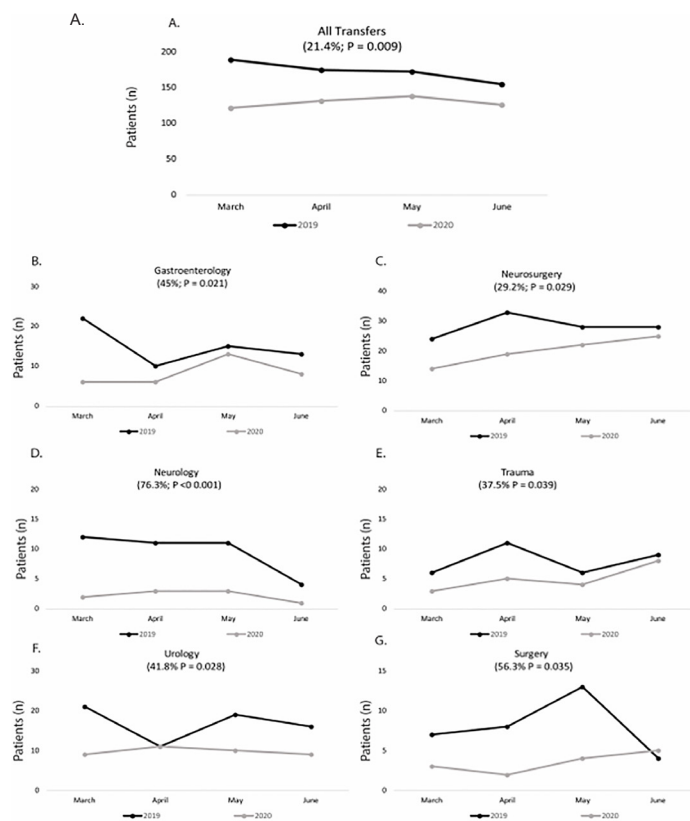 A.
A.
All Transfers
(21.4%; P = 0.009)
Patients (n)
200
150
100
50
0
March April May June
2019 2020
B.
Gastroenterology
(45%; P = 0.021)
Patients (n)
30
20
10
0
March April May June
2019 2020
C.
Neurosurgery
(29.2%; P = 0.029)
Patients (n)
40
30
20
10
0
March April May June
2019 2020
D.
Neurology
(76.3%; P <0 0.001)
Patients (n)
20
15
10
5
0
March April May June
2019 2020
E.
Trauma
(37.5% P = 0.039)
Patients (n)
20
15
10
5
0
March April May June
2019 2020
F.
Urology
(41.8% P = 0.028)
Patients (n)
30
20
10
0
March April May June
2019 2020
G.
Surgery
(56.3% P = 0.035)
Patients (n)
15
10
5
0
March April May June
2019 2020